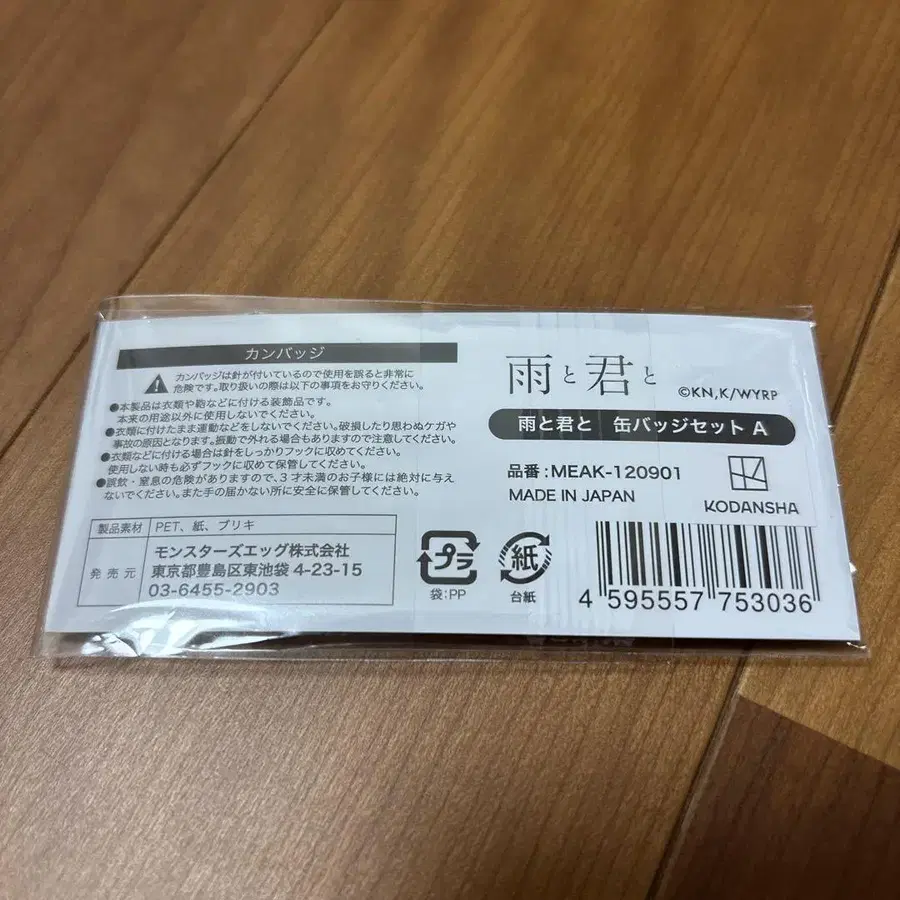 カンバッジ
カンバッジは針が付いているので使用を誤ると非常に
危険です。取り扱いの際は以下の事項をお守りください。
●本製品は衣類や鞄などに付ける装飾品です。
本来の用途以外に使用しないでください。
●衣類に付けたまま運動などをしないでください。破損したり思わぬケガや
事故の原因となります。振動で外れる場合もありますので注意してください。
●衣類などに付ける場合は針をしっかりフックに収めてください。
使用しない時も必ずフックに収めて保管してください。
●誤飲・窒息の危険がありますので、3才未満のお子様には絶対に与え
ないでください。また手の届かない所に安全に保管してください。
製品素材 PET、紙、ブリキ
発売元
モンスターズエッグ株式会社
東京都豊島区東池袋 4-23-15
03-6455-2903
雨と君と
©KN,K/WYRP
雨と君と 缶バッジセット A
品番:MEAK-120901
MADE IN JAPAN
KODANSHA
プラ
袋:PP
紙
台紙
4 595557 753036